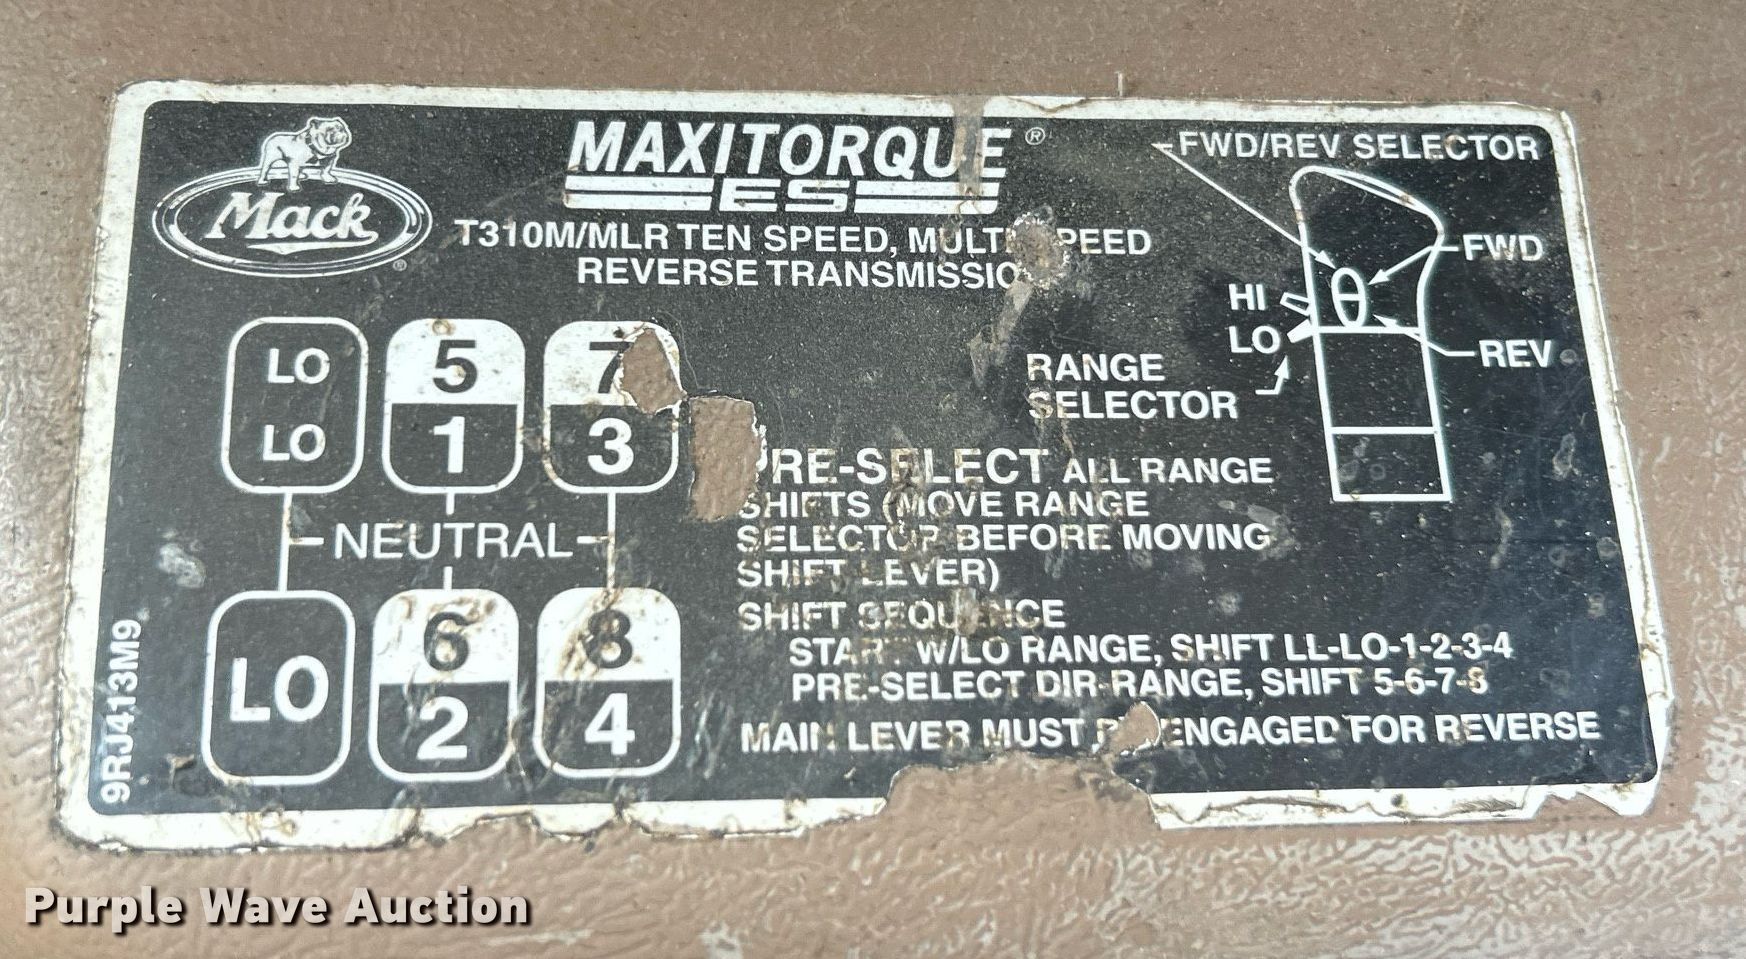 Mack
®
MAXITORQUE®
ES
T310M/MLR TEN SPEED, MULTISPEED
REVERSE TRANSMISSION
FWD/REV SELECTOR
FWD
HI
LO
REV
RANGE
SELECTOR
LO
LO
5
1
7
3
NEUTRAL
LO
6
2
8
4
PRE-SELECT ALL RANGE
SHIFTS (MOVE RANGE
SELECTOR BEFORE MOVING
SHIFT LEVER)
SHIFT SEQUENCE
START W/LO RANGE, SHIFT LL-LO-1-2-3-4
PRE-SELECT DIR-RANGE, SHIFT 5-6-7-8
MAIN LEVER MUST BE ENGAGED FOR REVERSE
9RJ413M9
Purple Wave Auction